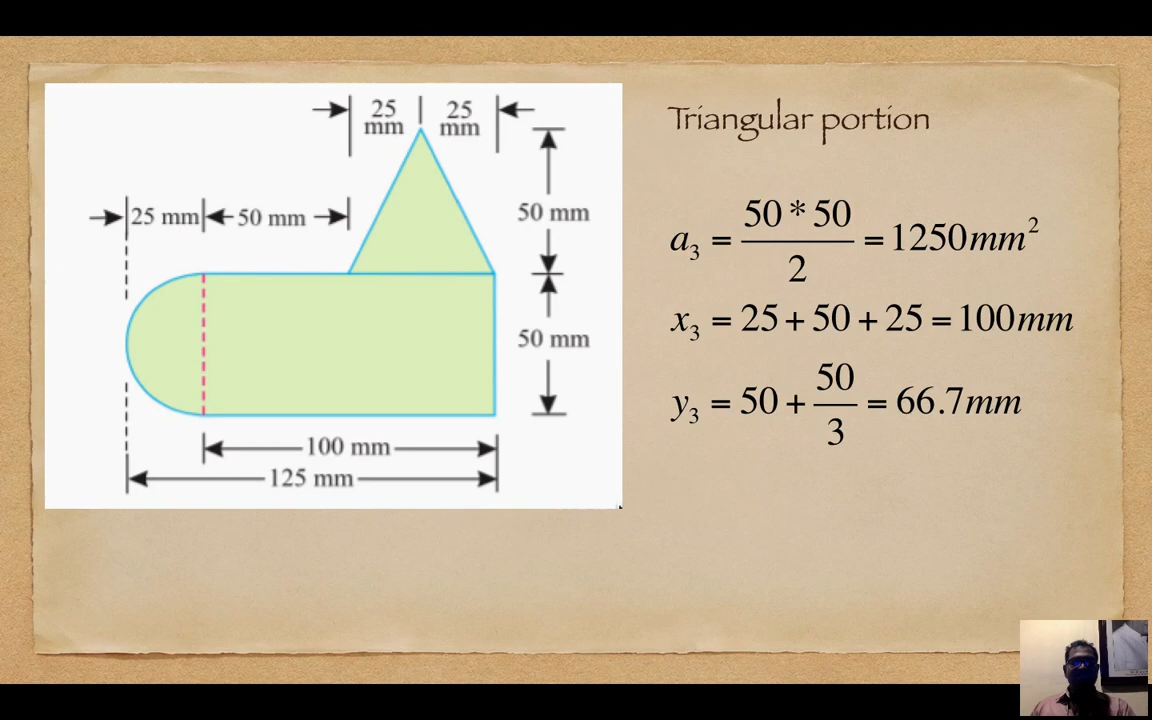 25 mm
25 mm
25 mm
50 mm
50 mm
50 mm
100 mm
125 mm
Triangular portion
a₃ = 50 * 50 / 2 = 1250mm²
x₃ = 25 + 50 + 25 = 100mm
y₃ = 50 + 50 / 3 = 66.7mm